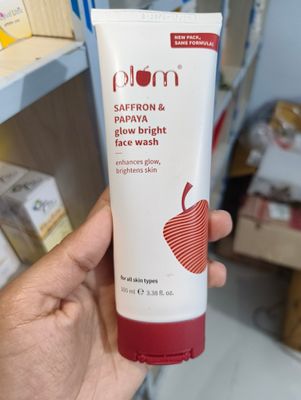 NEW PACK,
SAME FORMULA!
plum®
SAFFRON &
PAPAYA
glow bright
face wash
enhances glow,
brightens skin
for all skin types
100 ml ℮ 3.38 fl. oz.